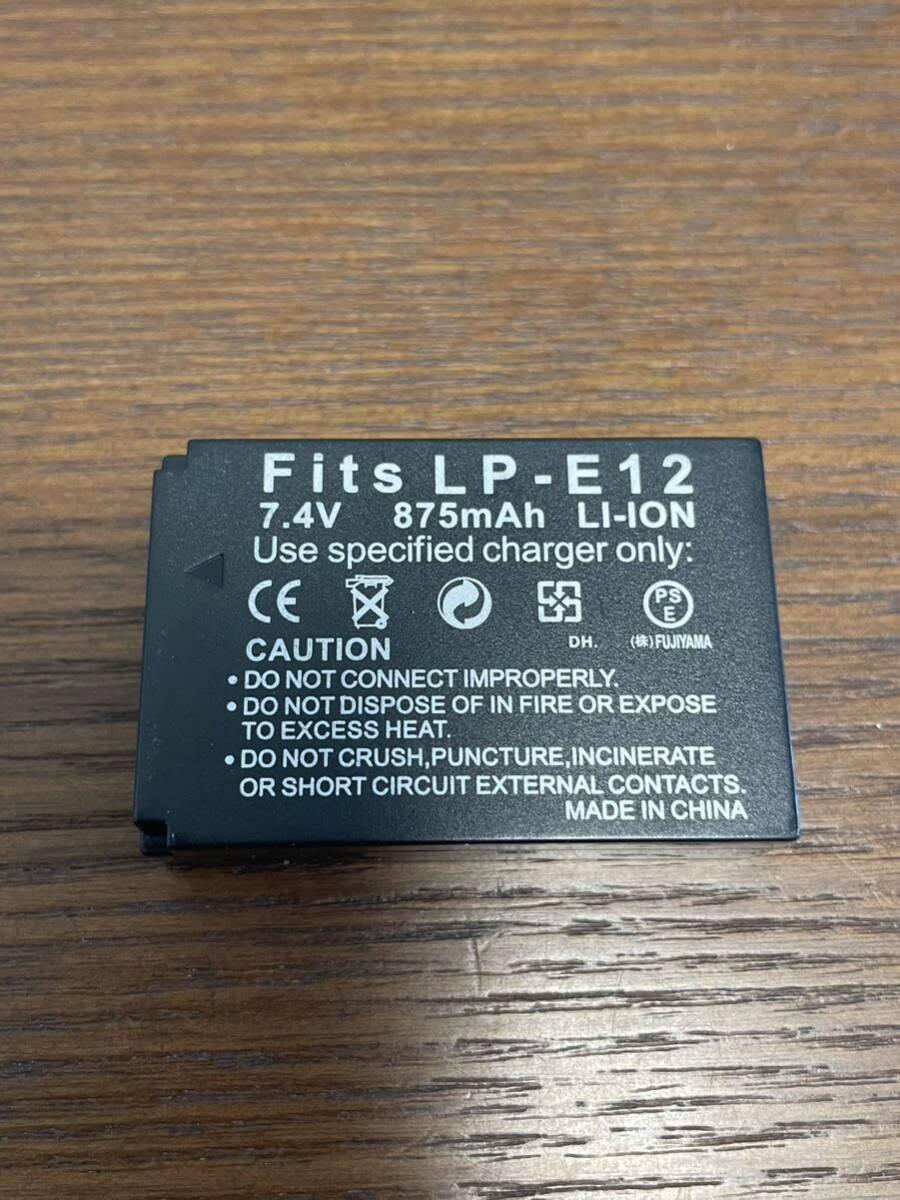 Fits LP-E12
7.4V 875mAh LI-ION
Use specified charger only:
CE
PS
E
DH. (株)FUJIYAMA
CAUTION
• DO NOT CONNECT IMPROPERLY.
• DO NOT DISPOSE OF IN FIRE OR EXPOSE
TO EXCESS HEAT.
• DO NOT CRUSH,PUNCTURE,INCINERATE
OR SHORT CIRCUIT EXTERNAL CONTACTS.
MADE IN CHINA